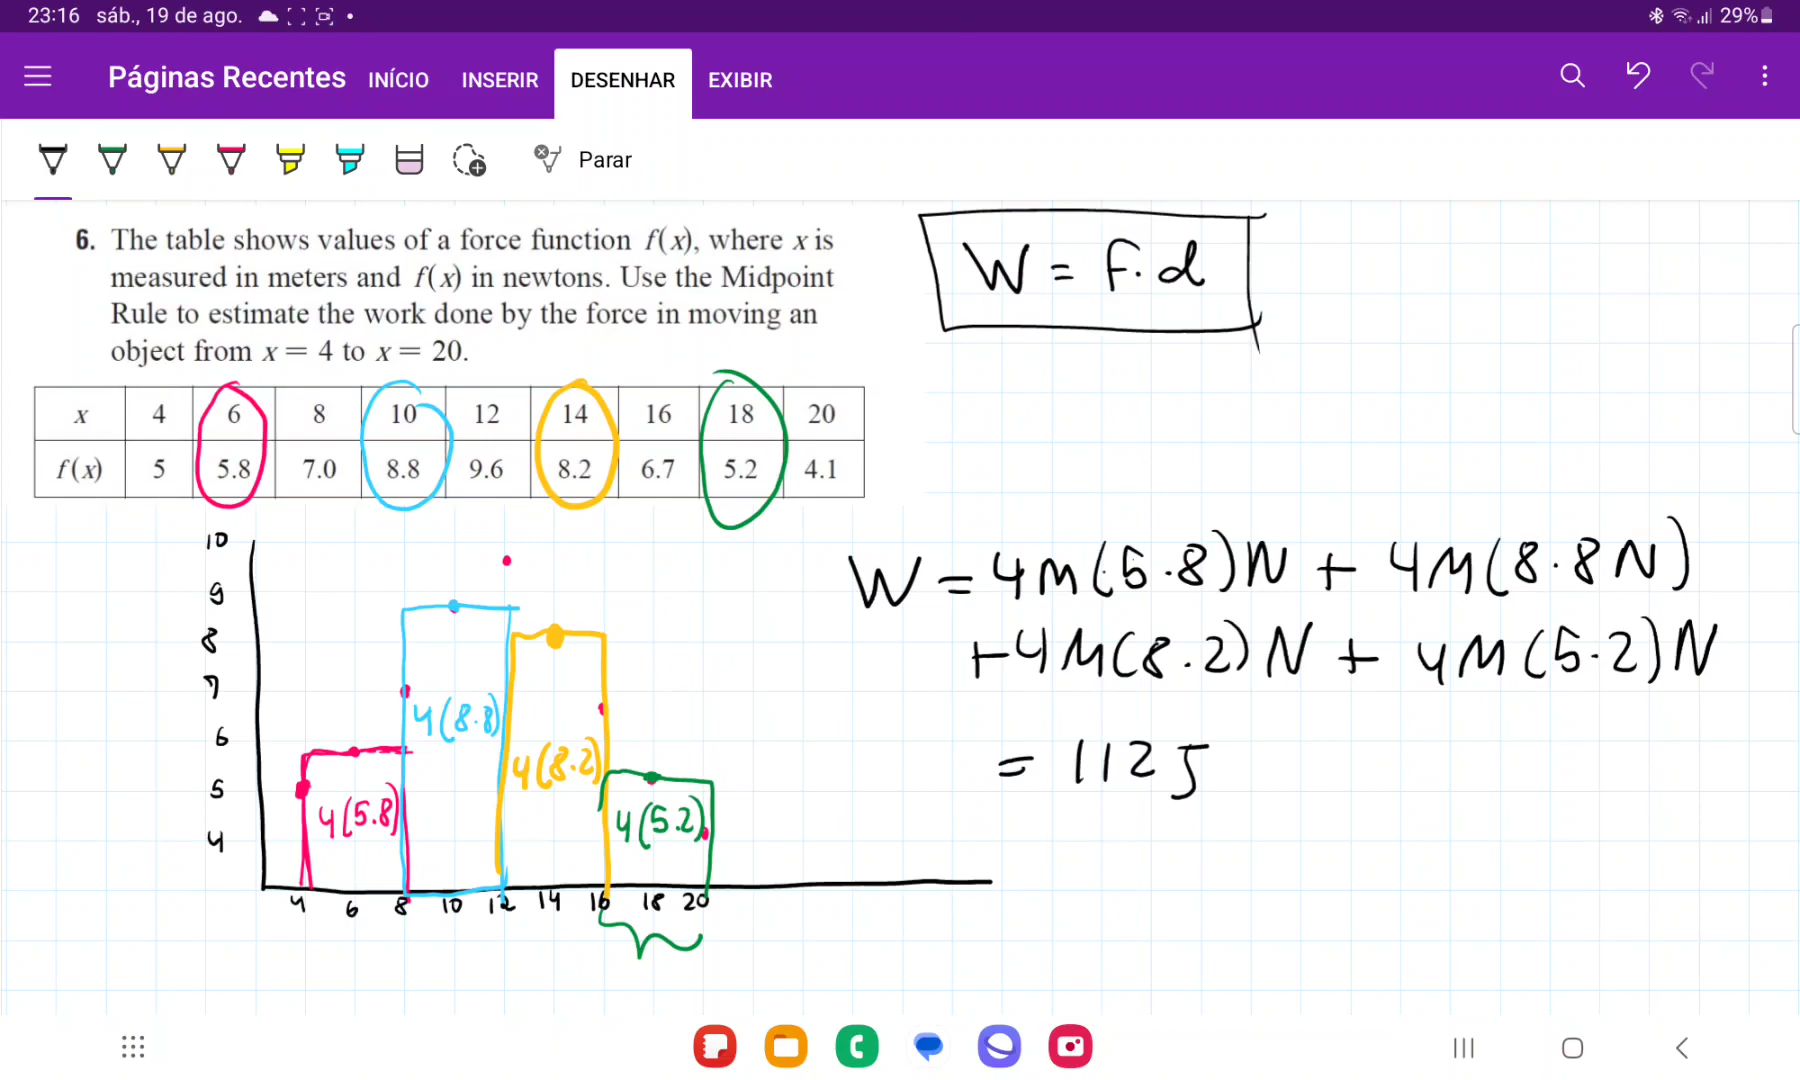 23:16 sáb., 19 de ago.
29%
Páginas Recentes INÍCIO INSERIR DESENHAR EXIBIR
Parar
6. The table shows values of a force function f(x), where x is
measured in meters and f(x) in newtons. Use the Midpoint
Rule to estimate the work done by the force in moving an
object from x = 4 to x = 20.
W = F.d
x 4 6 8 10 12 14 16 18 20
f(x) 5 5.8 7.0 8.8 9.6 8.2 6.7 5.2 4.1
10
9
8
7
6
5
4
4(5.8)
4(8.8)
4(8.2)
4(5.2)
4 6 8 10 12 14 16 18 20
W = 4M(5.8)N + 4M(8.8N)
+4M(8.2)N + 4M(5.2)N
= 112J